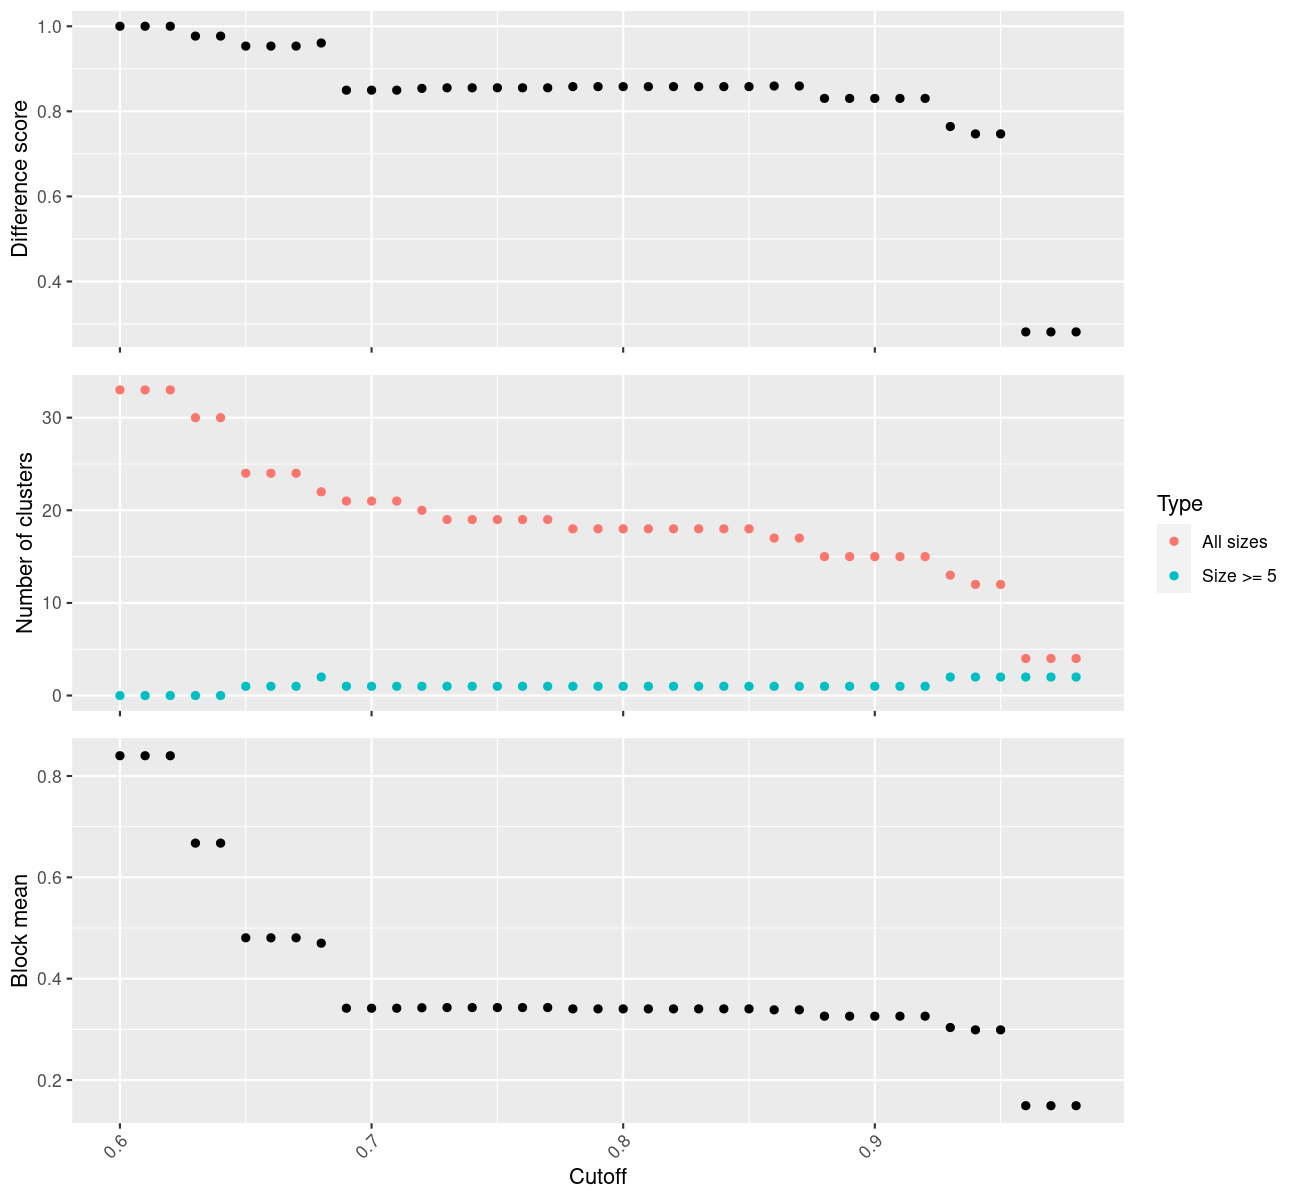 Difference score
1.0
0.8
0.6
0.4
Number of clusters
30
20
10
0
Type
All sizes
Size >= 5
Block mean
0.8
0.6
0.4
0.2
0.6
0.7
0.8
0.9
Cutoff